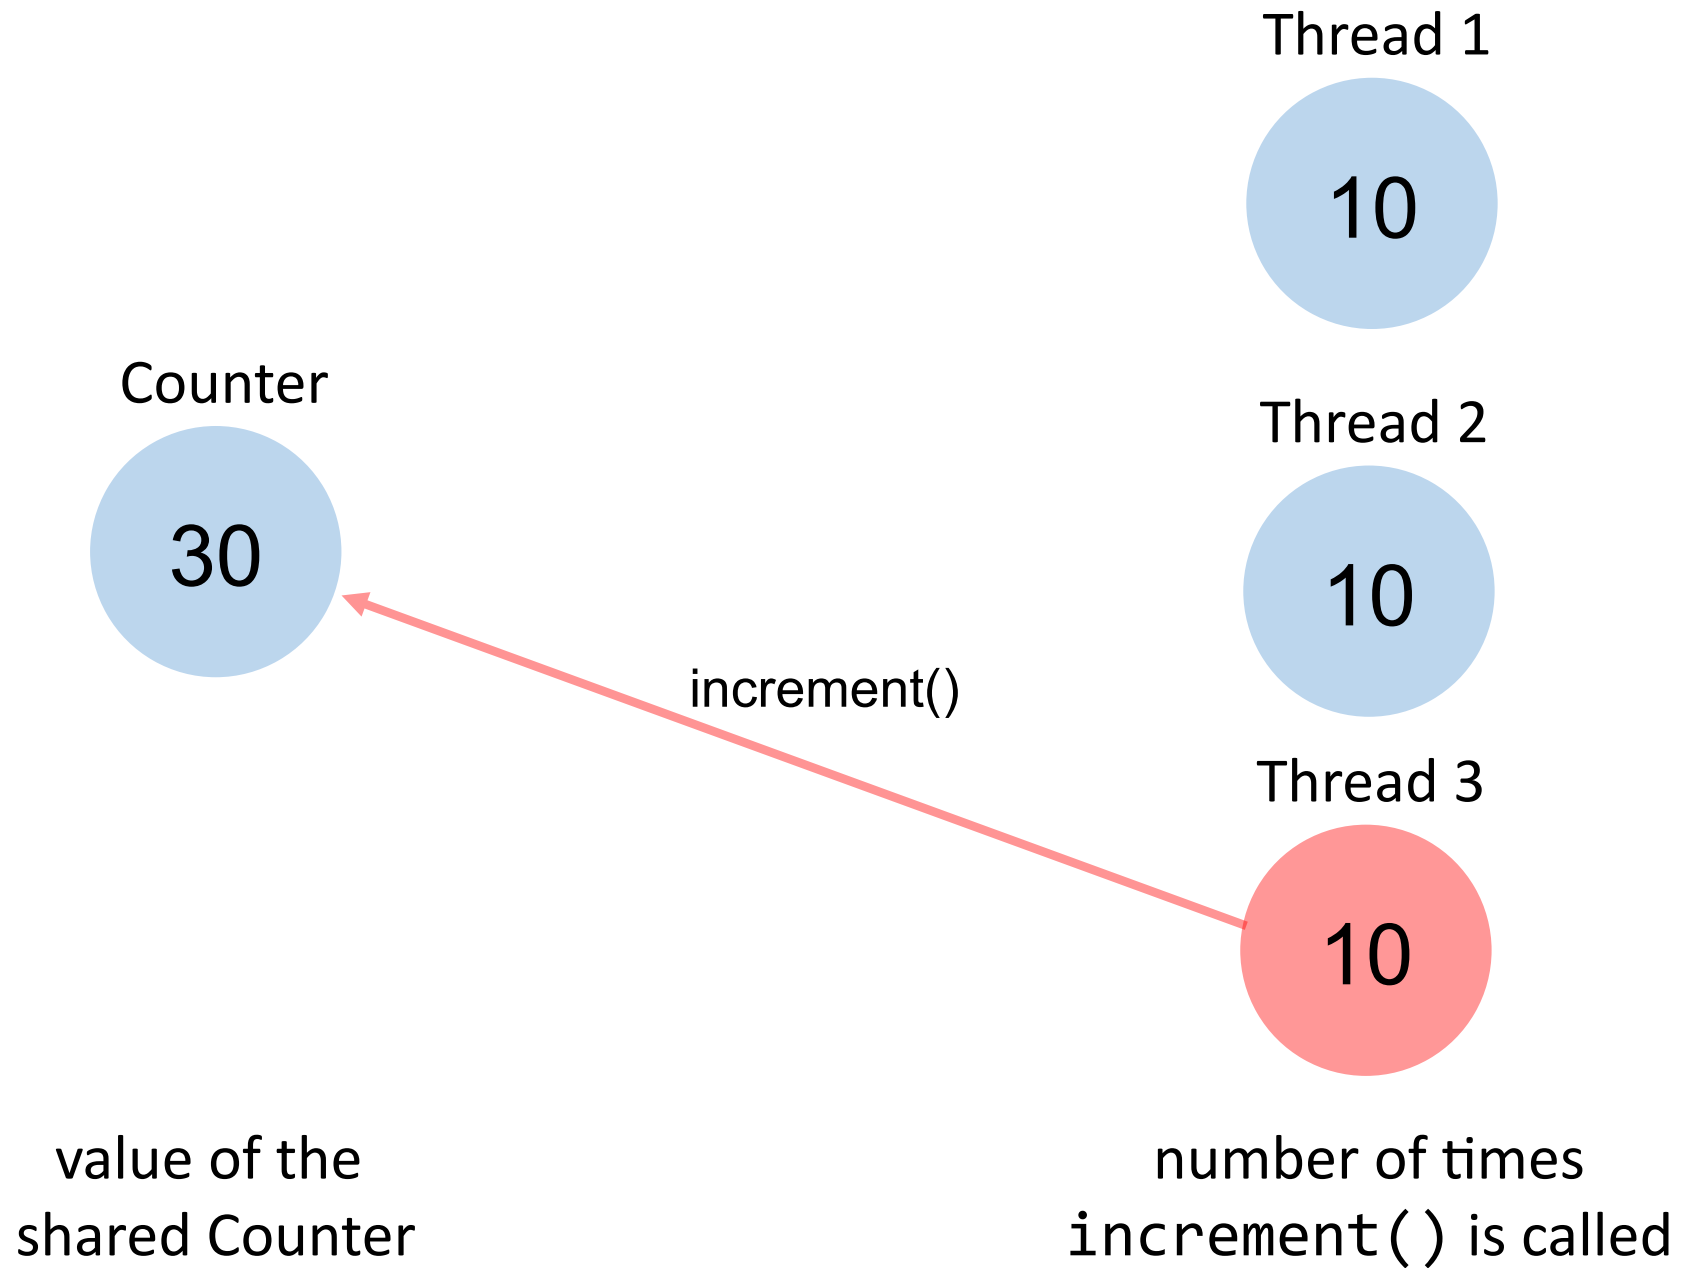 Thread 1
10
Counter
30
Thread 2
10
increment()
Thread 3
10
value of the
shared Counter
number of times
increment() is called